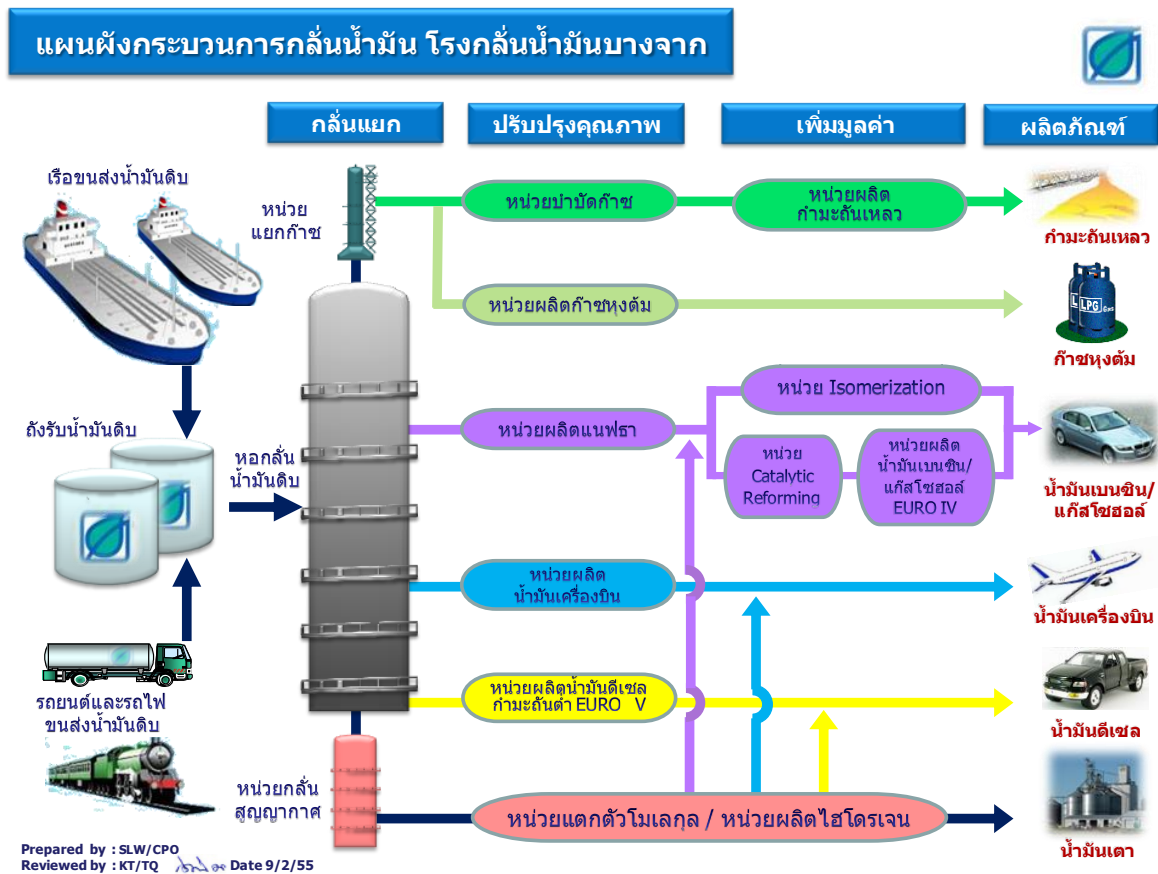 แผนผังกระบวนการกลั่นน้ำมัน โรงกลั่นน้ำมันบางจาก
กลั่นแยก
ปรับปรุงคุณภาพ
เพิ่มมูลค่า
ผลิตภัณฑ์
เรือขนส่งน้ำมันดิบ
หน่วย
แยกก๊าซ
หน่วยบำบัดก๊าซ
หน่วยผลิต
กำมะถันเหลว
กำมะถันเหลว
หน่วยผลิตก๊าซหุงต้ม
LPG
ก๊าซหุงต้ม
หน่วย Isomerization
ถังรับน้ำมันดิบ
หอกลั่น
น้ำมันดิบ
หน่วยผลิตแนฟธา
หน่วย
Catalytic
Reforming
หน่วยผลิต
น้ำมันเบนซิน/
แก๊สโซฮอล์
EURO IV
น้ำมันเบนซิน/
แก๊สโซฮอล์
หน่วยผลิต
น้ำมันเครื่องบิน
น้ำมันเครื่องบิน
รถยนต์และรถไฟ
ขนส่งน้ำมันดิบ
หน่วยผลิตน้ำมันดีเซล
กำมะถันต่ำ EURO V
น้ำมันดีเซล
หน่วยกลั่น
สูญญากาศ
หน่วยแตกตัวโมเลกุล / หน่วยผลิตไฮโดรเจน
น้ำมันเตา
Prepared by : SLW/CPO
Reviewed by : KT/TQ Date 9/2/55